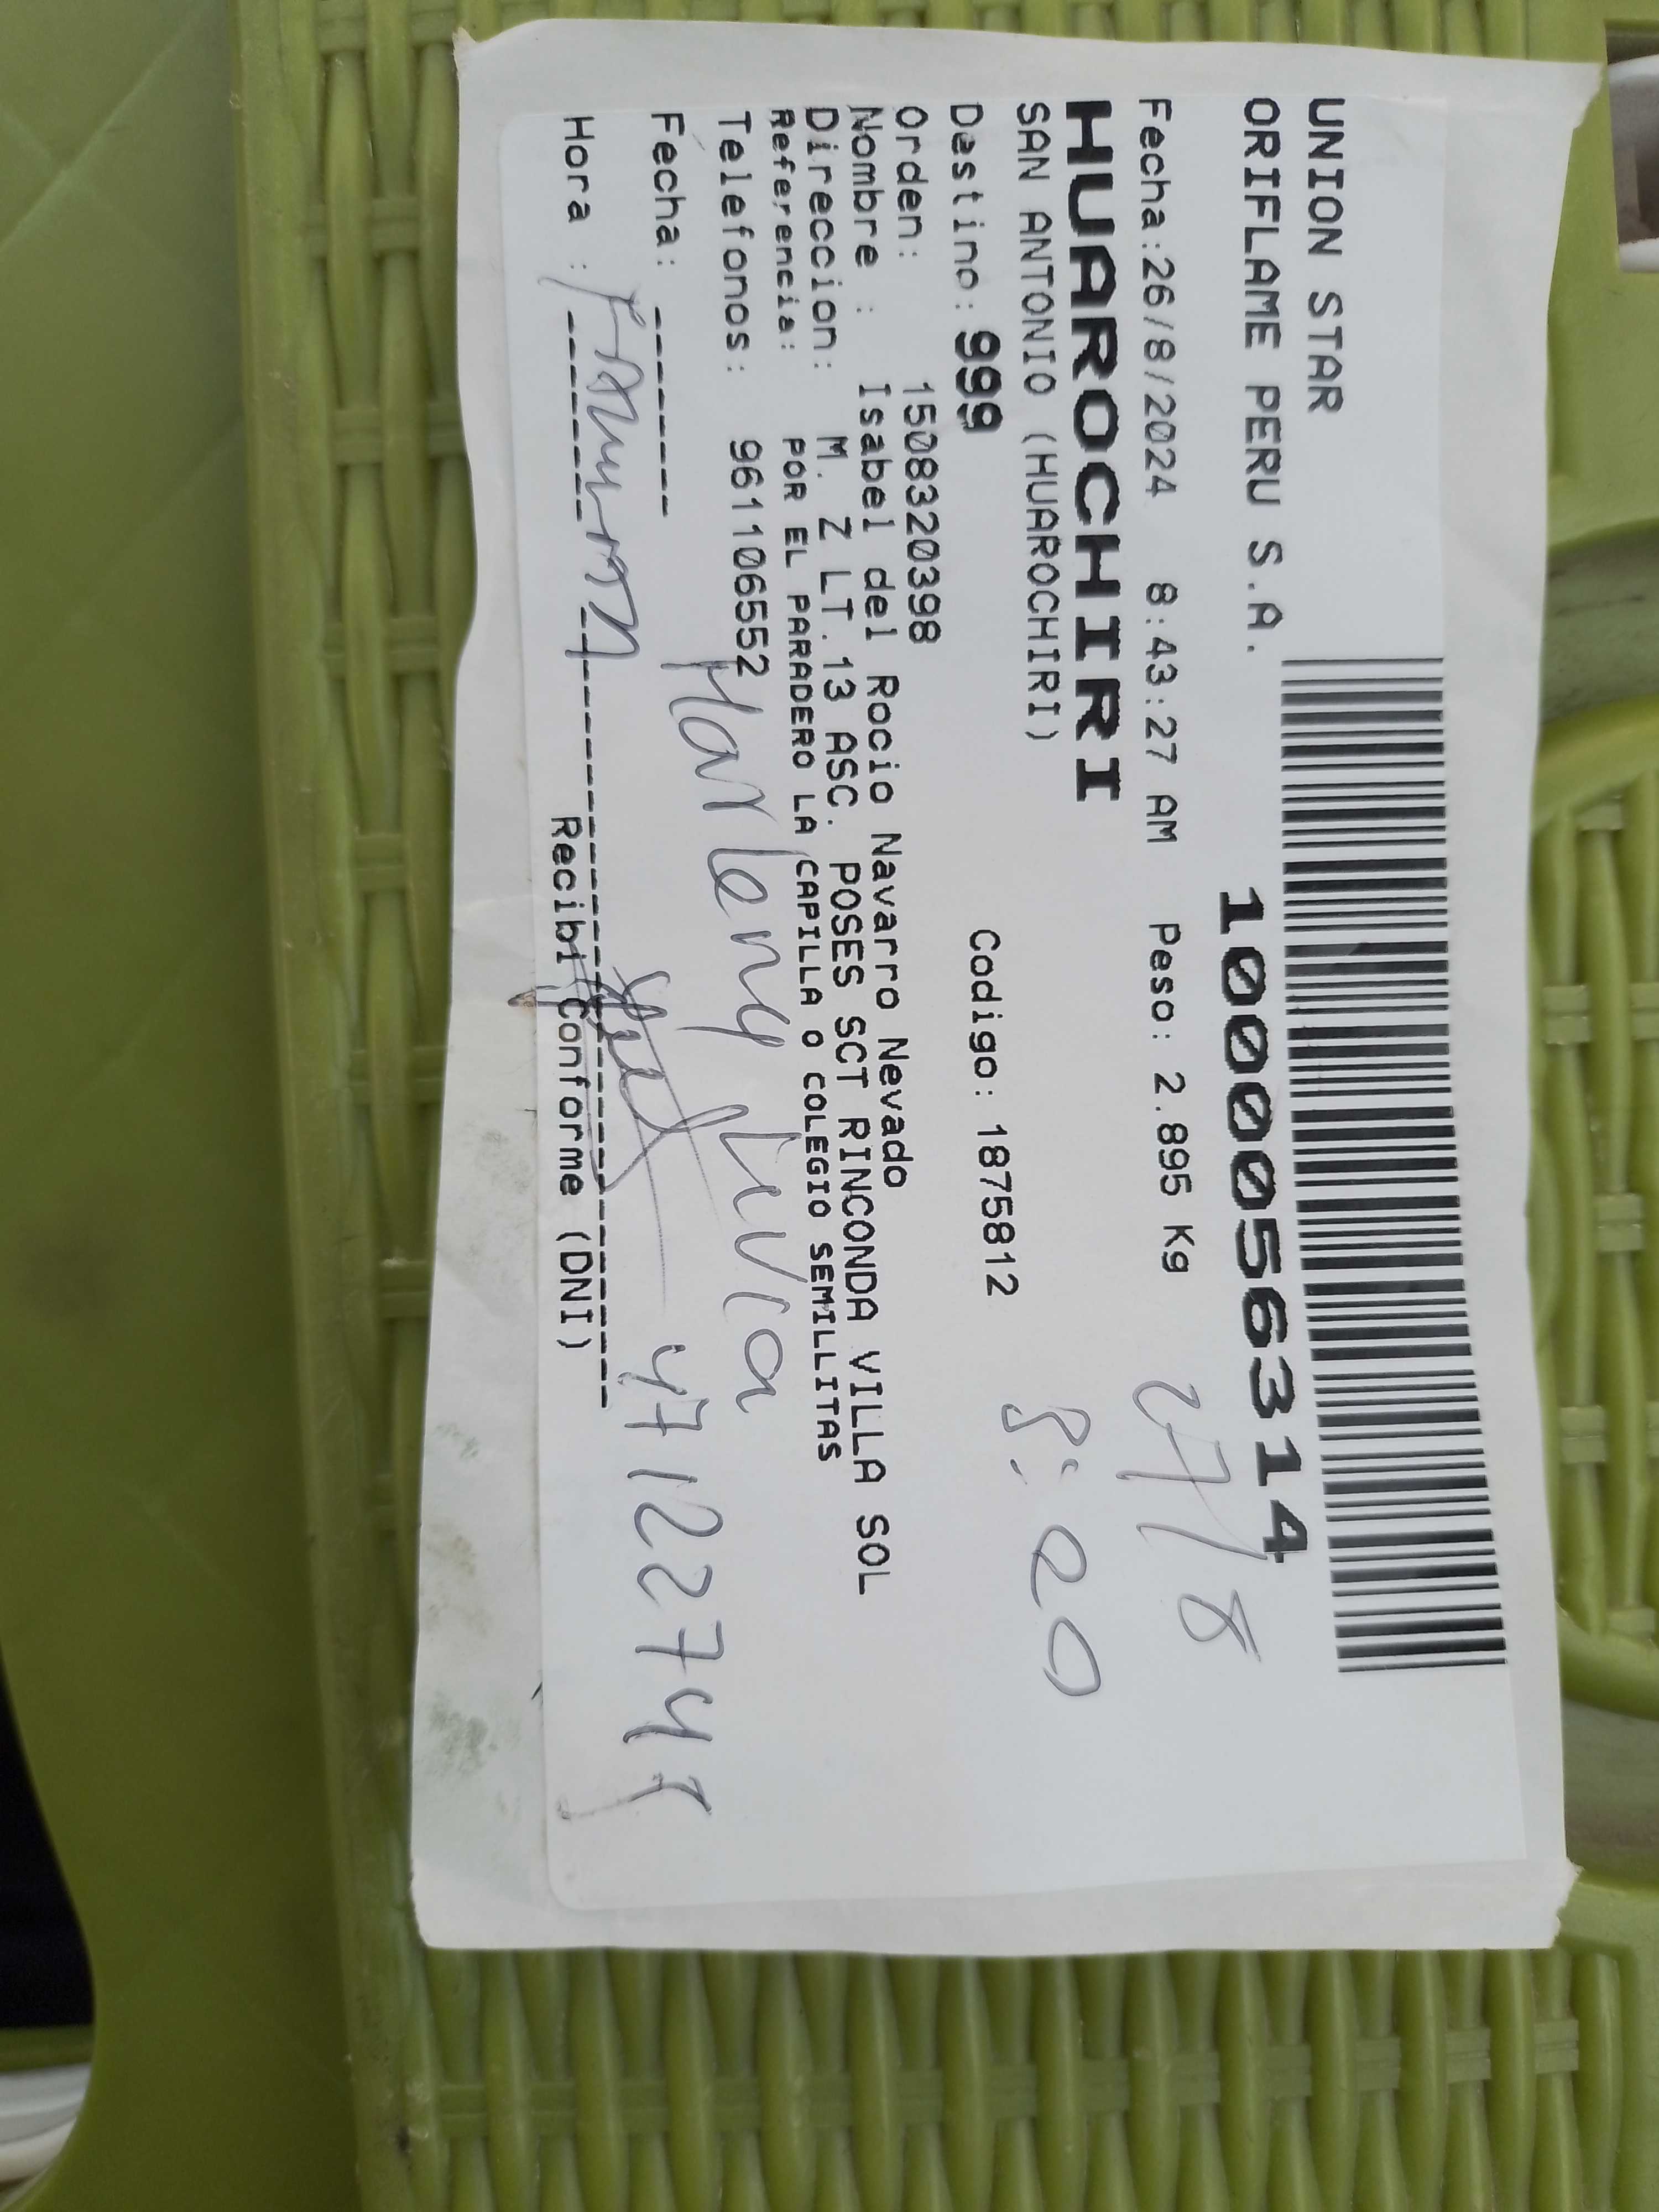 UNION STAR
ORIFLAME PERU S.A.
10000563314
Fecha:26/8/2024 8:43:27 AM Peso: 2.895 Kg
27/8
HUAROCHIRI
SAN ANTONIO (HUAROCHIRI)
8:20
Destino: 999 Codigo: 1875812
Orden: 1508320398
Nombre : Isabel del Rocio Navarro Nevado
Direccion: M. Z LT.13 ASC. POSES SCT RINCONDA VILLA SOL
Referencia: POR EL PARADERO LA CAPILLA O COLEGIO SEMILLITAS
Telefonos: 961106552
Marleny Livia
Fecha: _______
47122745
Hora :
Recibi Conforme (DNI)